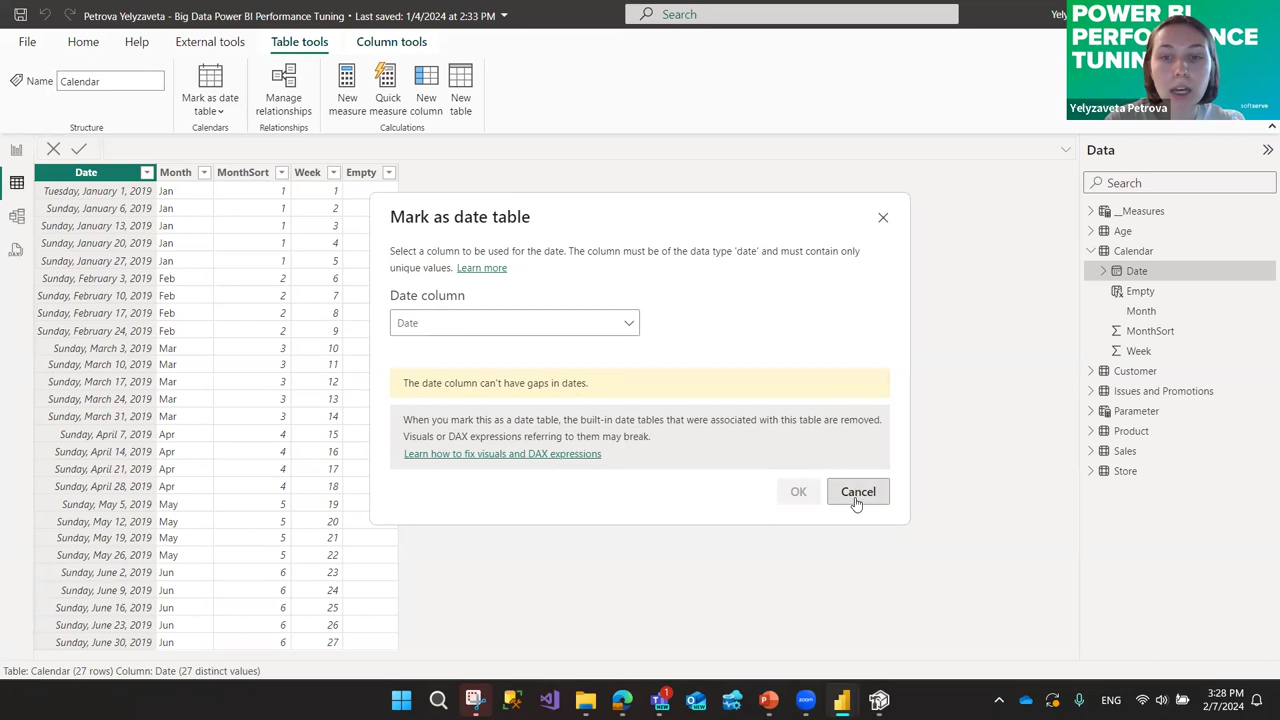 Petrova Yelyzaveta - Big Data Power BI Performance Tuning • Last saved: 1/4/2024 at 2:33 PM
Search
File
Home
Help
External tools
Table tools
Column tools
POWER BI
PERFORMANCE
TUNING
Yelyzaveta Petrova
softserve
Name
Calendar
Mark as date
table
Manage
relationships
New
measure
Quick
measure
New
column
New
table
Structure
Calendars
Relationships
Calculations
Date Month MonthSort Week Empty
Tuesday, January 1, 2019 Jan 1 1
Sunday, January 6, 2019 Jan 1 2
Sunday, January 13, 2019 Jan 1 3
Sunday, January 20, 2019 Jan 1 4
Sunday, January 27, 2019 Jan 1 5
Sunday, February 3, 2019 Feb 2 6
Sunday, February 10, 2019 Feb 2 7
Sunday, February 17, 2019 Feb 2 8
Sunday, February 24, 2019 Feb 2 9
Sunday, March 3, 2019 Mar 3 10
Sunday, March 10, 2019 Mar 3 11
Sunday, March 17, 2019 Mar 3 12
Sunday, March 24, 2019 Mar 3 13
Sunday, March 31, 2019 Mar 3 14
Sunday, April 7, 2019 Apr 4 15
Sunday, April 14, 2019 Apr 4 16
Sunday, April 21, 2019 Apr 4 17
Sunday, April 28, 2019 Apr 4 18
Sunday, May 5, 2019 May 5 19
Sunday, May 12, 2019 May 5 20
Sunday, May 19, 2019 May 5 21
Sunday, May 26, 2019 May 5 22
Sunday, June 2, 2019 Jun 6 23
Sunday, June 9, 2019 Jun 6 24
Sunday, June 16, 2019 Jun 6 25
Sunday, June 23, 2019 Jun 6 26
Sunday, June 30, 2019 Jun 6 27
Mark as date table
Select a column to be used for the date. The column must be of the data type 'date' and must contain only
unique values. Learn more
Date column
Date
The date column can't have gaps in dates.
When you mark this as a date table, the built-in date tables that were associated with this table are removed.
Visuals or DAX expressions referring to them may break.
Learn how to fix visuals and DAX expressions
OK
Cancel
Data
Search
__Measures
Age
Calendar
Date
Empty
Month
MonthSort
Week
Customer
Issues and Promotions
Parameter
Product
Sales
Store
Table: Calendar (27 rows) Column: Date (27 distinct values)
ENG
3:28 PM
2/7/2024